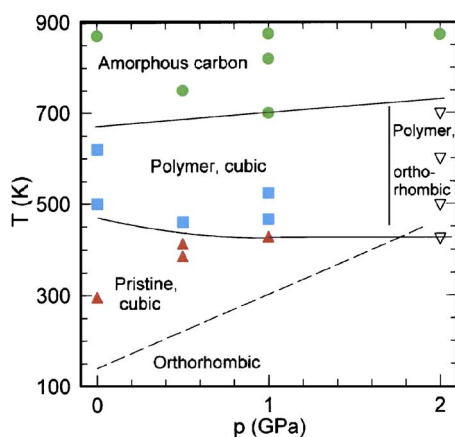 900
Amorphous carbon
700
Polymer, cubic
Polymer,
ortho-
rhombic
T (K)
500
Pristine,
cubic
300
Orthorhombic
100
0
1
2
p (GPa)